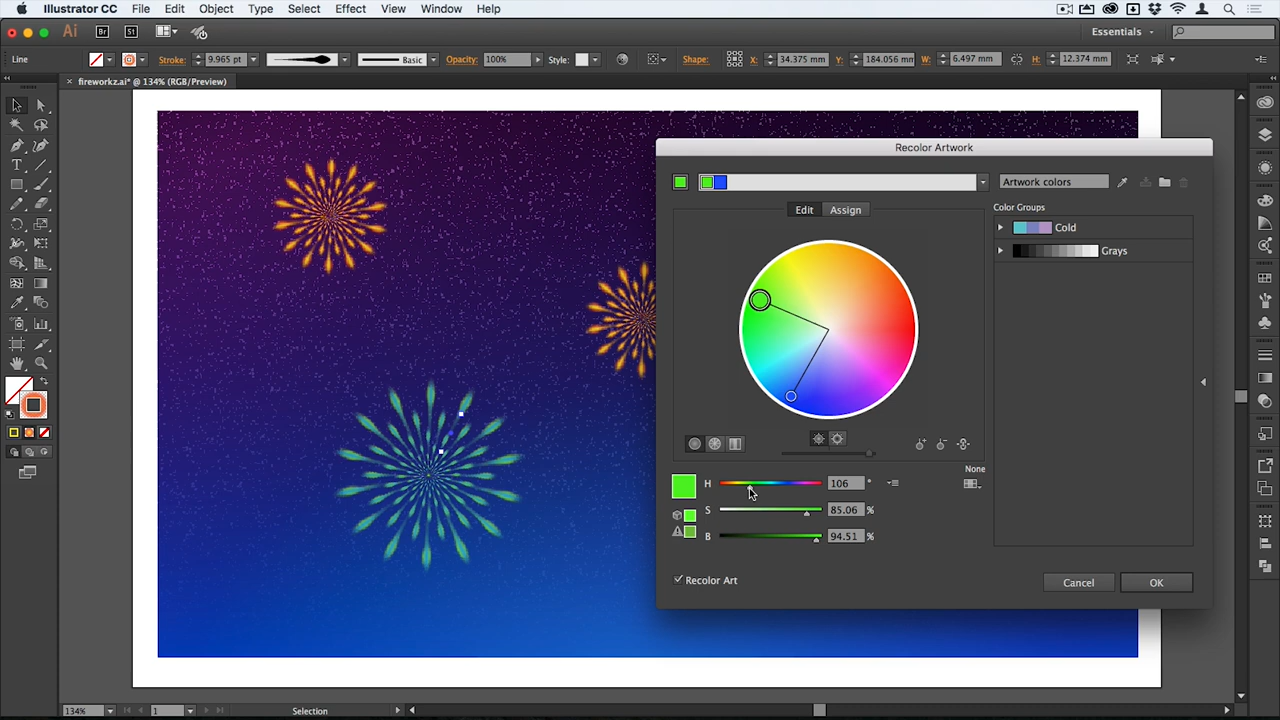 Illustrator CC File Edit Object Type Select Effect View Window Help
Ai Br St Essentials
Line Stroke: 9.965 pt Basic Opacity: 100% Style: Shape: X: 34.375 mm Y: 184.056 mm W: 6.497 mm H: 12.374 mm
× fireworkz.ai* @ 134% (RGB/Preview)
Recolor Artwork
Artwork colors
Edit Assign
Color Groups
Cold
Grays
None
H 106 °
S 85.06 %
B 94.51 %
Recolor Art
Cancel OK
134% 1 Selection